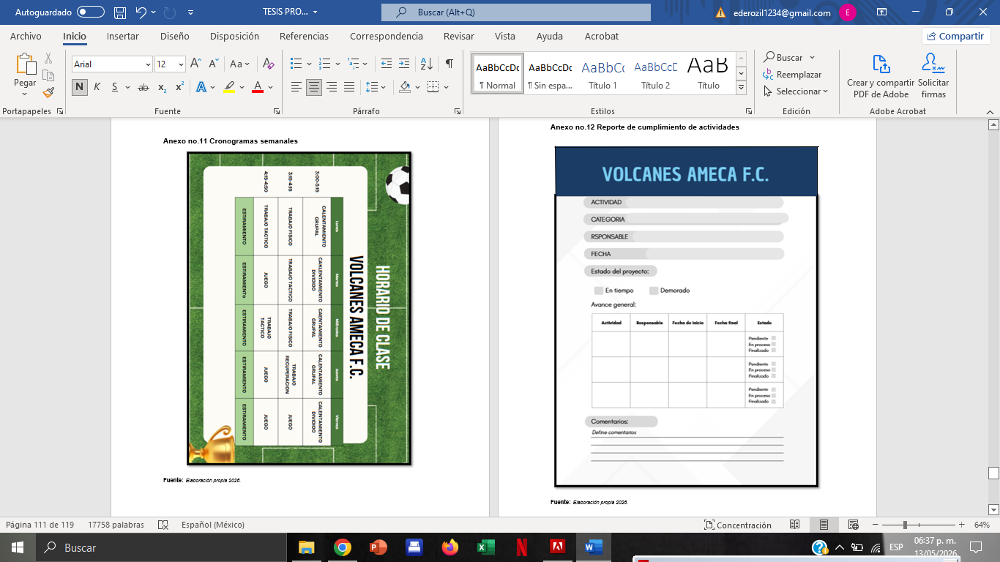 Autoguardado
TESIS PRO...
Buscar (Alt+Q)
ederozil1234@gmail.com
E
Archivo Inicio Insertar Diseño Disposición Referencias Correspondencia Revisar Vista Ayuda Acrobat
Compartir
Pegar
Portapapeles
Arial 12
Fuente
Párrafo
AaBbCcDc AaBbCcDc AaBbCc AaBbCcD AaB
¶ Normal ¶ Sin espa... Título 1 Título 2 Título
Estilos
Buscar
Reemplazar
Seleccionar
Edición
Crear y compartir PDF de Adobe
Solicitar firmas
Adobe Acrobat
Anexo no.11 Cronogramas semanales
HORARIO DE CLASE
VOLCANES AMECA F.C.
Lunes Martes Miércoles Jueves Viernes
3:00-3:15 CALENTAMIENTO GRUPAL CAKLENTAMIENTO DIVIDIDO CAENTAMIENTO GRUPAL CALENTAMIENTO GRUPAL CALENTAMIENTO DIVIDIDO
3:15-4:15 TRABAJO FISICO TRABAJO TACTICO TRABAJO FISICO TRABAJO RECUPERACION JUEGO
4:15-4:50 TRABAJO TACTICO JUEGO TRABAJO TACTICO JUEGO JUEGO
ESTIRAMIENTO ESTIRAMIENTo ESTIRAMIENTO ESTIRAMIENTO ESTIRAMIENTO
Fuente: Elaboración propia 2026.
Anexo no.12 Reporte de cumplimiento de actividades
VOLCANES AMECA F.C.
ACTIVIDAD
CATEGORIA
RSPONSABLE
FECHA
Estado del proyecto:
En tiempo Demorado
Avance general:
Actividad Responsable Fecha de inicio Fecha final Estado
Pendiente
En proceso
Finalizado
Pendiente
En proceso
Finalizado
Pendiente
En proceso
Finalizado
Comentarios:
Define comentarios
Fuente: Elaboración propia 2026.
Página 111 de 119 17758 palabras Español (México)
Concentración
64%
Buscar
ESP
06:37 p. m.
13/05/2026